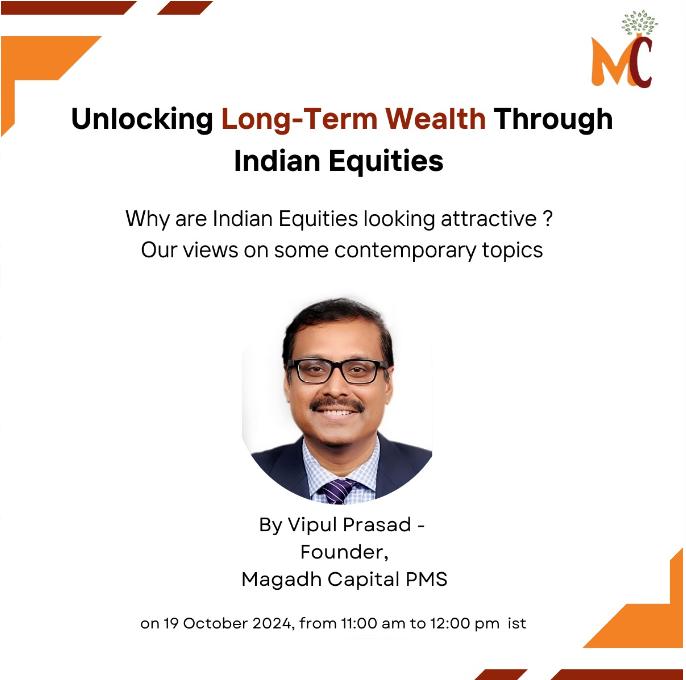 MC
Unlocking Long-Term Wealth Through
Indian Equities
Why are Indian Equities looking attractive ?
Our views on some contemporary topics
By Vipul Prasad -
Founder,
Magadh Capital PMS
on 19 October 2024, from 11:00 am to 12:00 pm ist